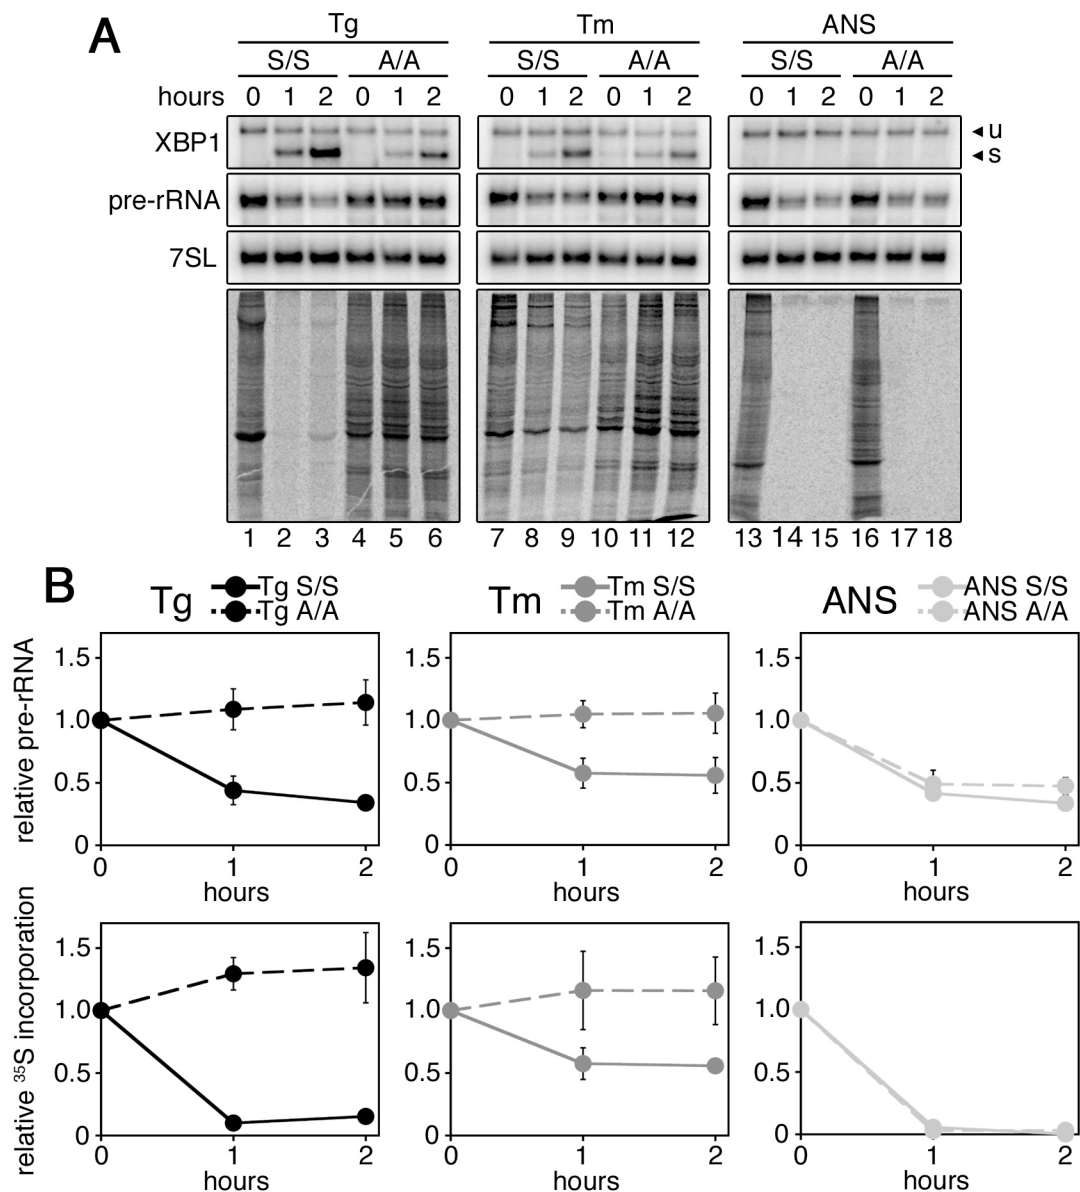 A
Tg Tm ANS
S/S A/A S/S A/A S/S A/A
hours 0 1 2 0 1 2 0 1 2 0 1 2 0 1 2 0 1 2
XBP1 ◄u
◄s
pre-rRNA
7SL
1 2 3 4 5 6 7 8 9 10 11 12 13 14 15 16 17 18
B
Tg Tg S/S Tm Tm S/S ANS ANS S/S
Tg A/A Tm A/A ANS A/A
relative pre-rRNA
1.5 1.5 1.5
1.0 1.0 1.0
0.5 0.5 0.5
0 0 0
0 1 2 0 1 2 0 1 2
hours hours hours
relative ³⁵S incorporation
1.5 1.5 1.5
1.0 1.0 1.0
0.5 0.5 0.5
0 0 0
0 1 2 0 1 2 0 1 2
hours hours hours